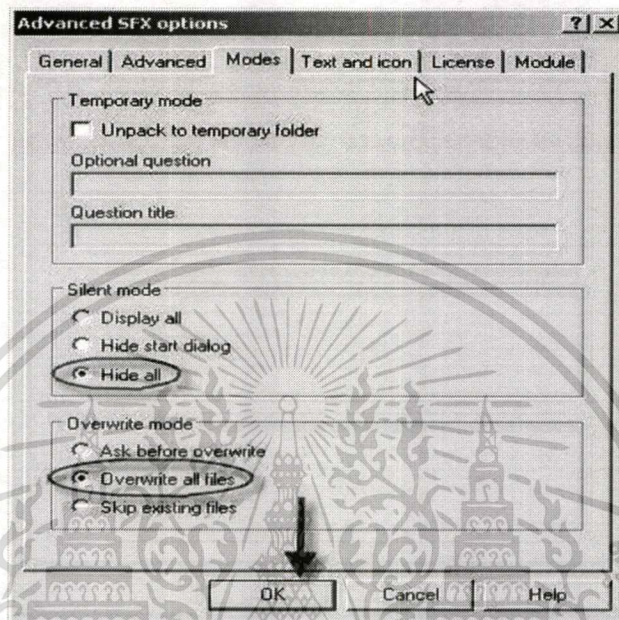 Advanced SFX options
General Advanced Modes Text and icon License Module
Temporary mode
Unpack to temporary folder
Optional question
Question title
Silent mode
Display all
Hide start dialog
Hide all
Overwrite mode
Ask before overwrite
Overwrite all files
Skip existing files
OK Cancel Help